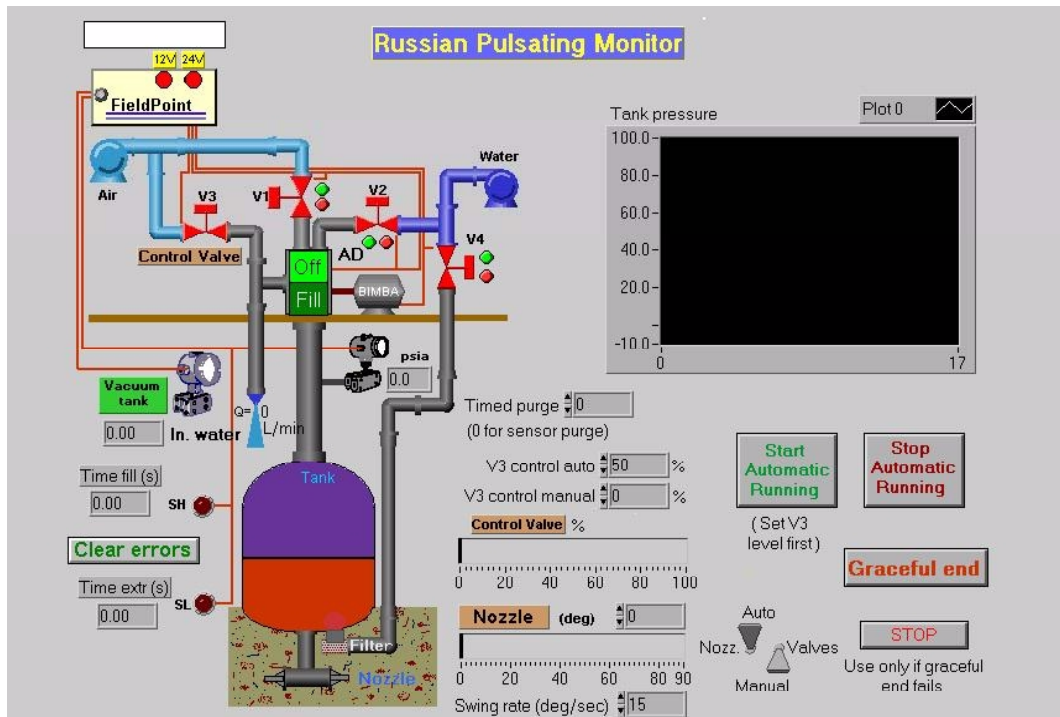 Russian Pulsating Monitor
12V 24V
FieldPoint
Tank pressure
Plot 0
100.0
80.0
60.0
40.0
20.0
-10.0
0 17
Air
Water
V3
V1
V2
V4
Control Valve
AD
Off
Fill
BIMBA
psia
0.0
Vacuum
tank
0.00 In. water
Q= 0
L/min
Time fill (s)
0.00
SH
Clear errors
Time extr (s)
0.00
SL
Tank
Filter
Nozzle
Timed purge 0
(0 for sensor purge)
V3 control auto 50 %
V3 control manual 0 %
Control Valve %
0 20 40 60 80 100
Nozzle (deg) 0
0 20 40 60 80 90
Swing rate (deg/sec) 15
Start
Automatic
Running
( Set V3
level first )
Stop
Automatic
Running
Graceful end
Auto
Nozz. Valves
Manual
STOP
Use only if graceful
end fails